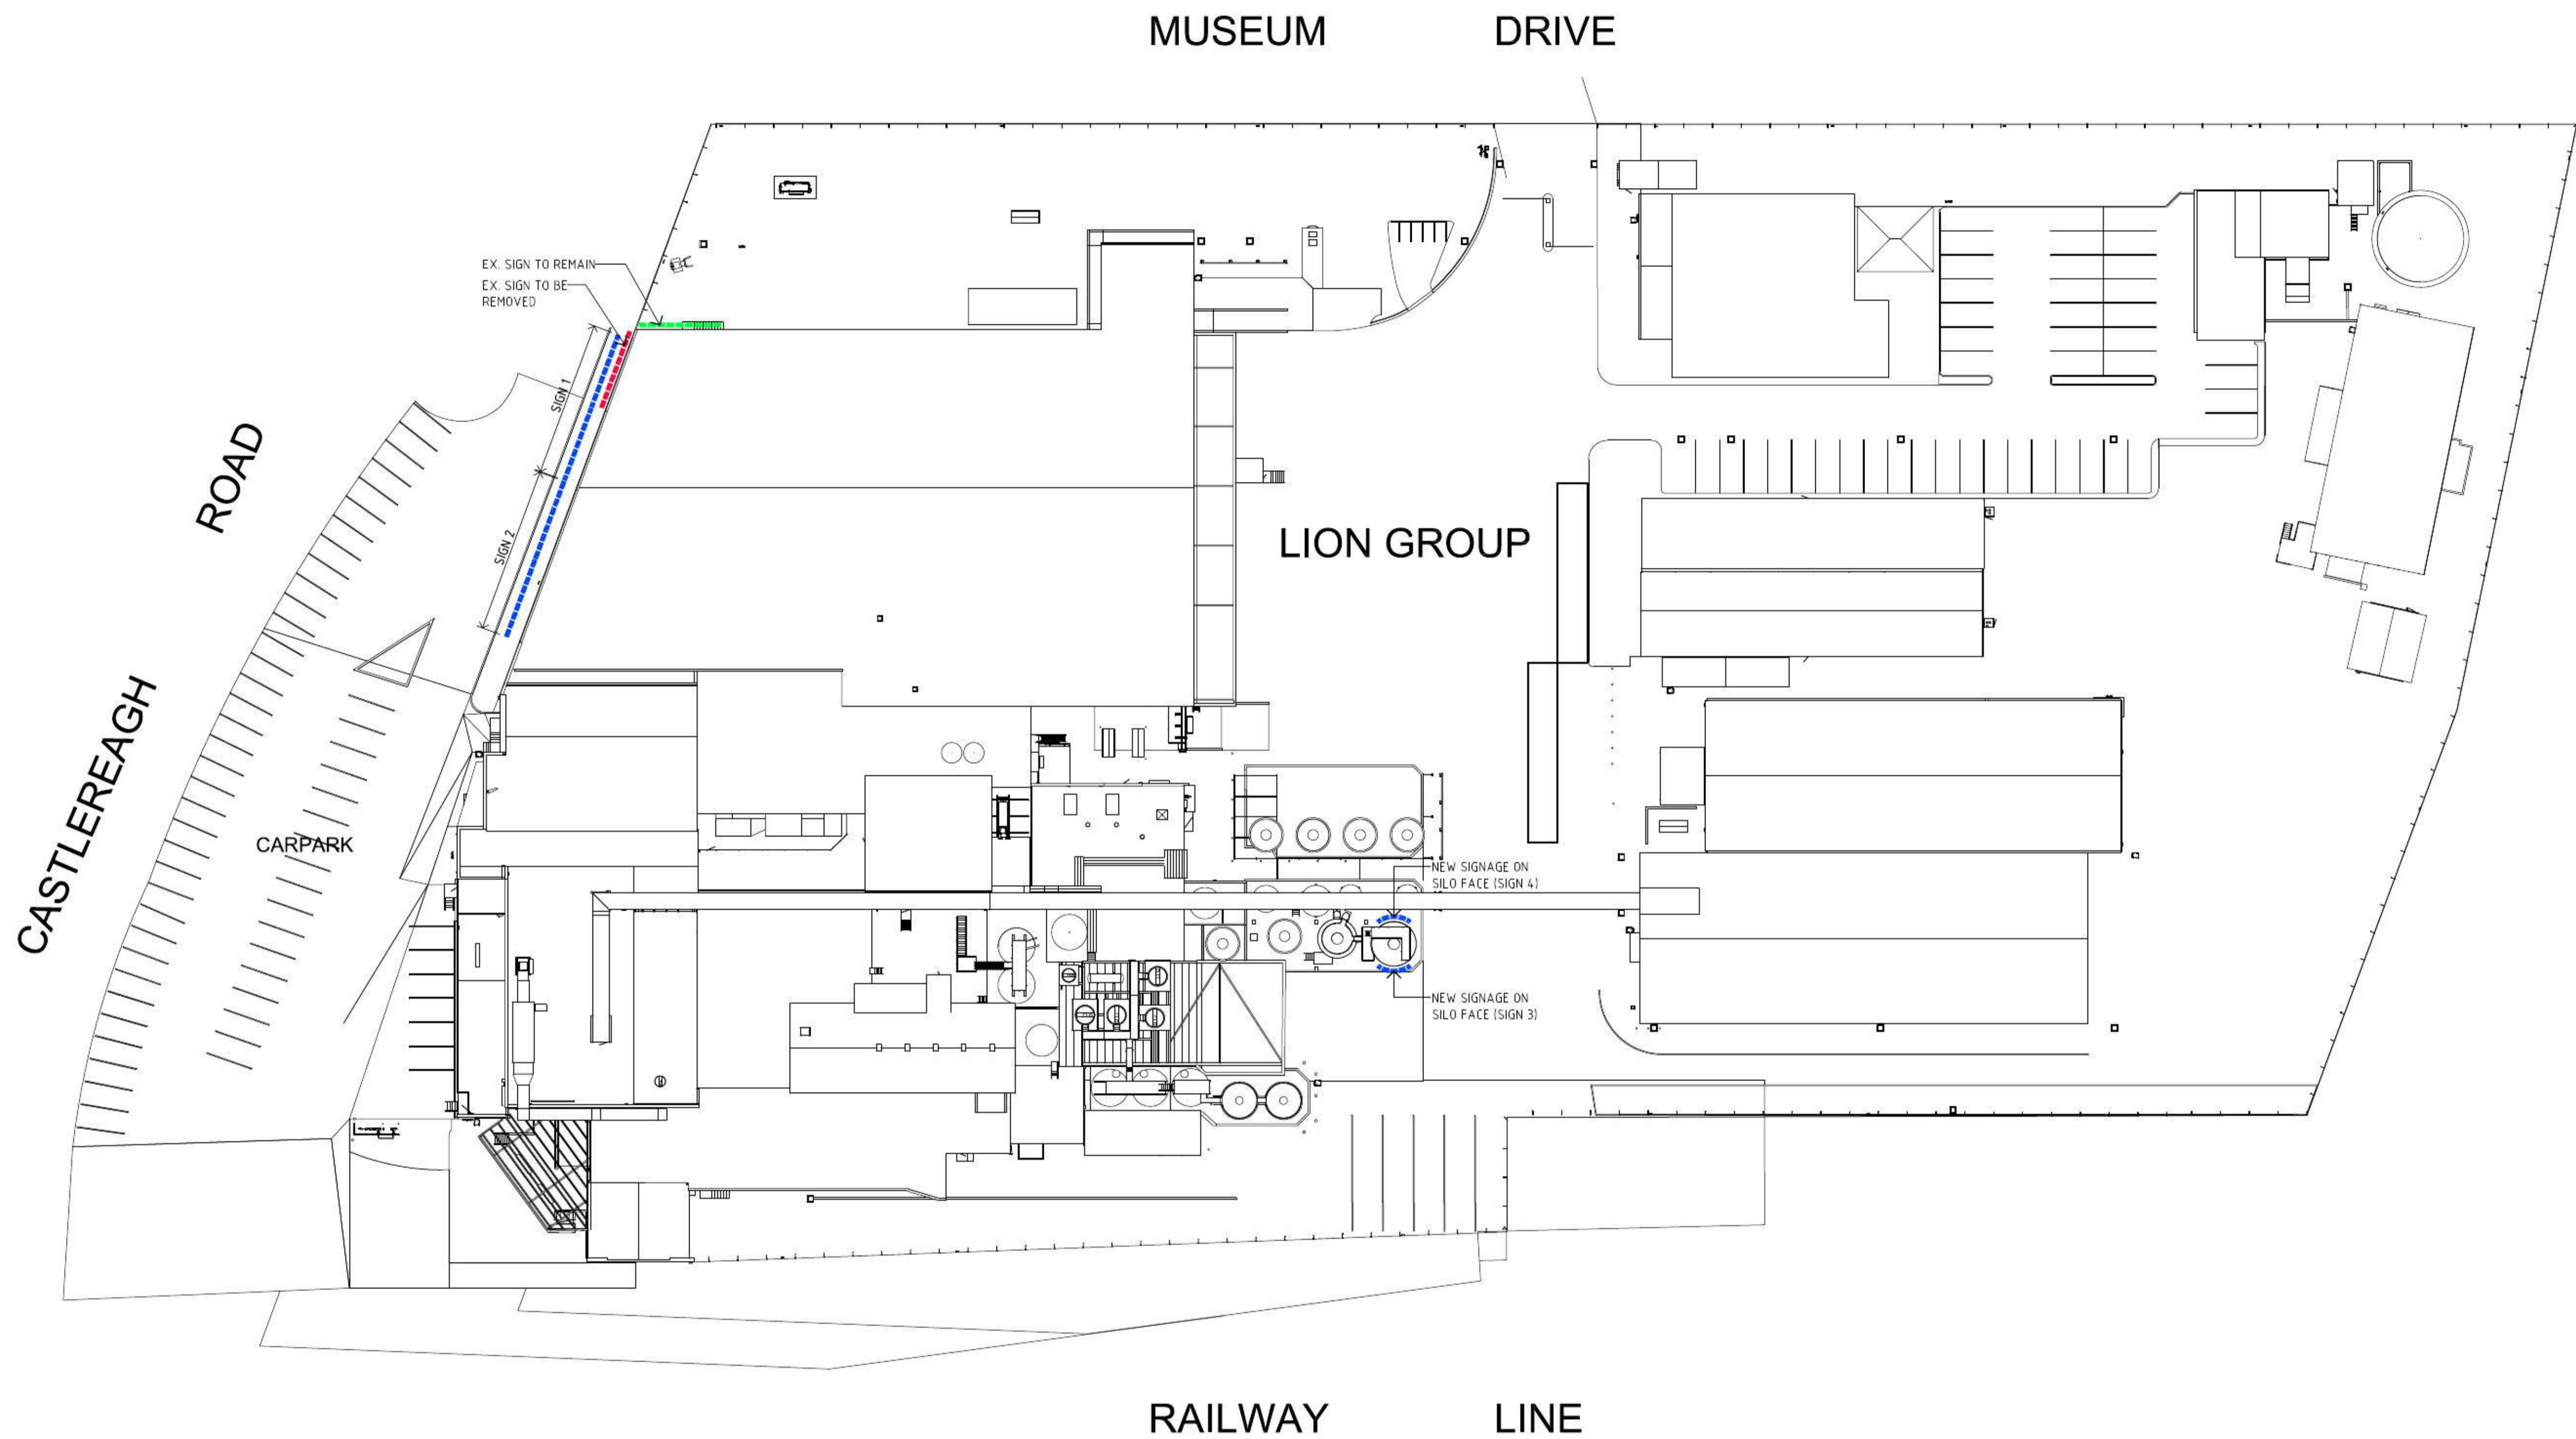 MUSEUM DRIVE
EX. SIGN TO REMAIN
EX. SIGN TO BE
REMOVED
SIGN 1
SIGN 2
CASTLEREAGH ROAD
LION GROUP
CARPARK
NEW SIGNAGE ON
SILO FACE (SIGN 4)
NEW SIGNAGE ON
SILO FACE (SIGN 3)
RAILWAY LINE